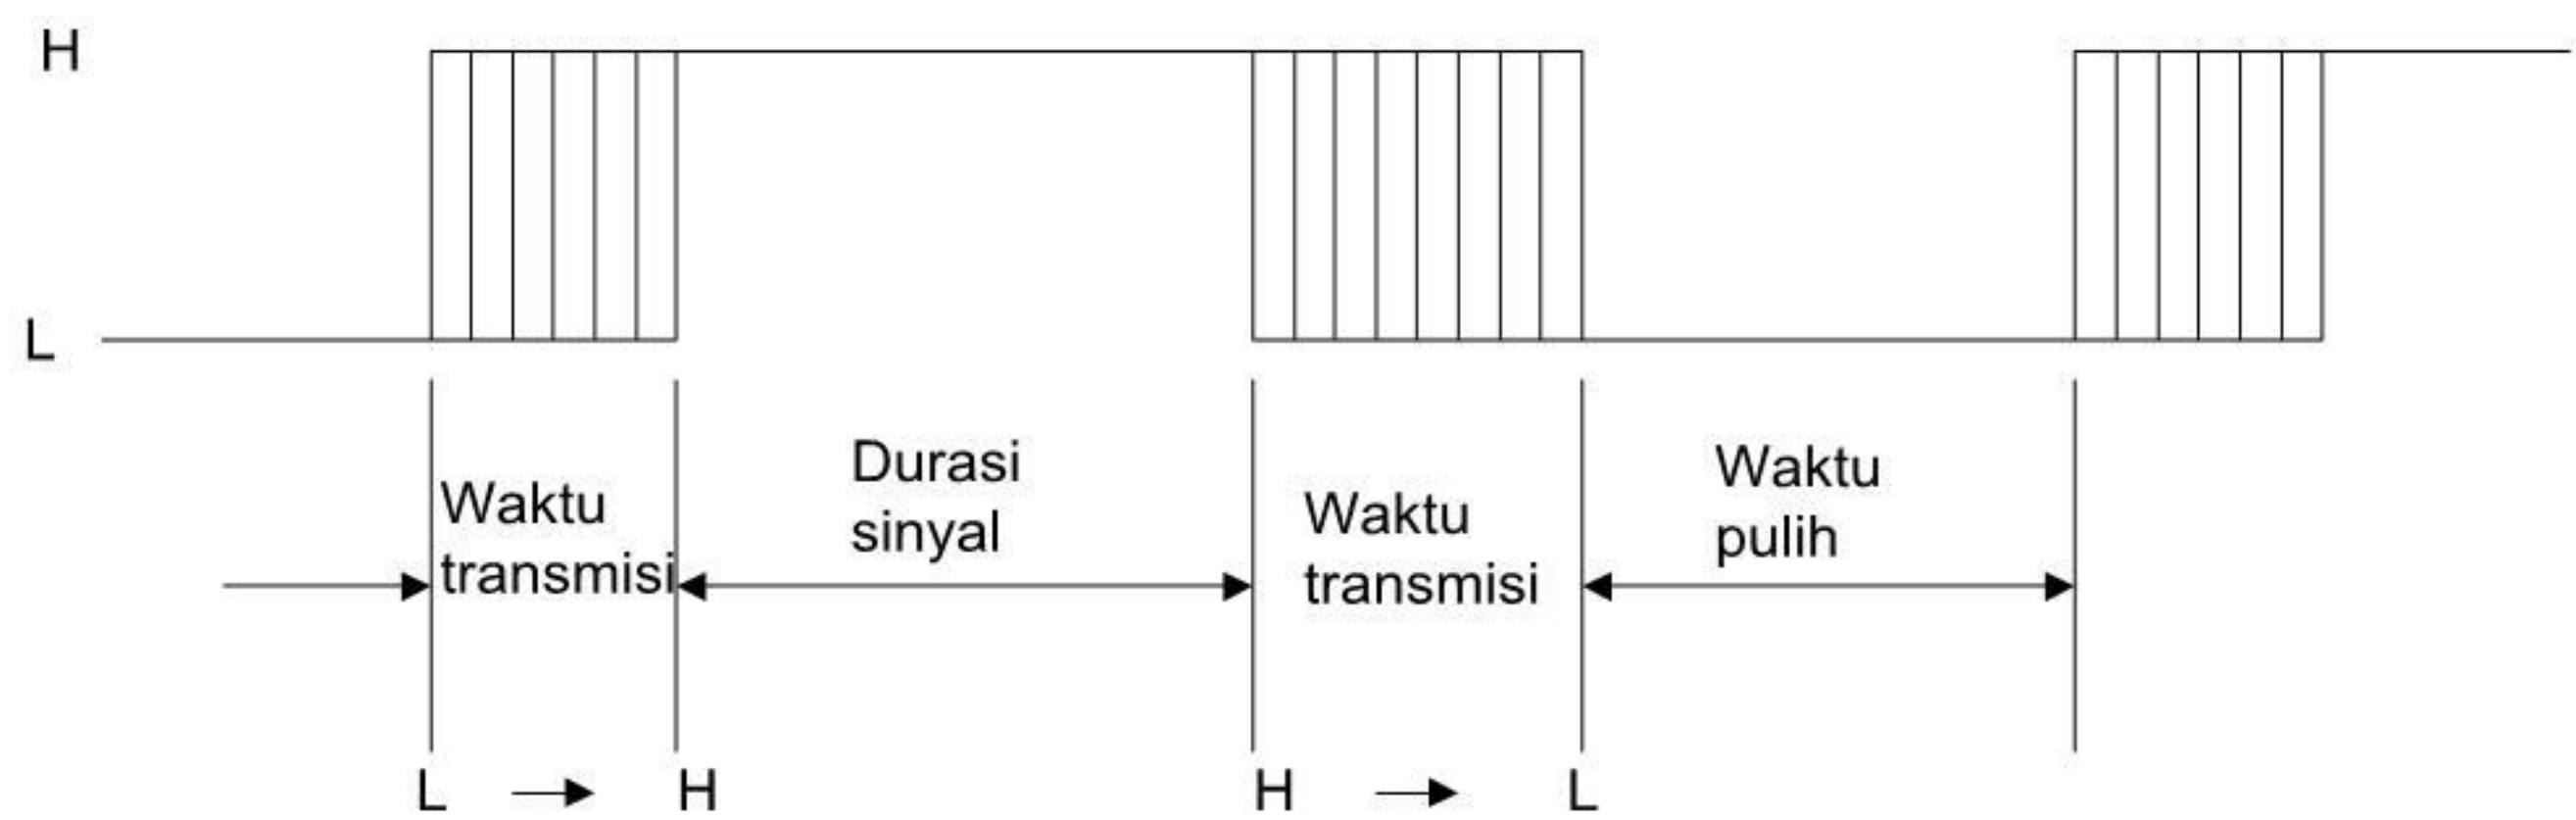 H
L
Waktu
transmisi
Durasi
sinyal
Waktu
transmisi
Waktu
pulih
L → H
H → L